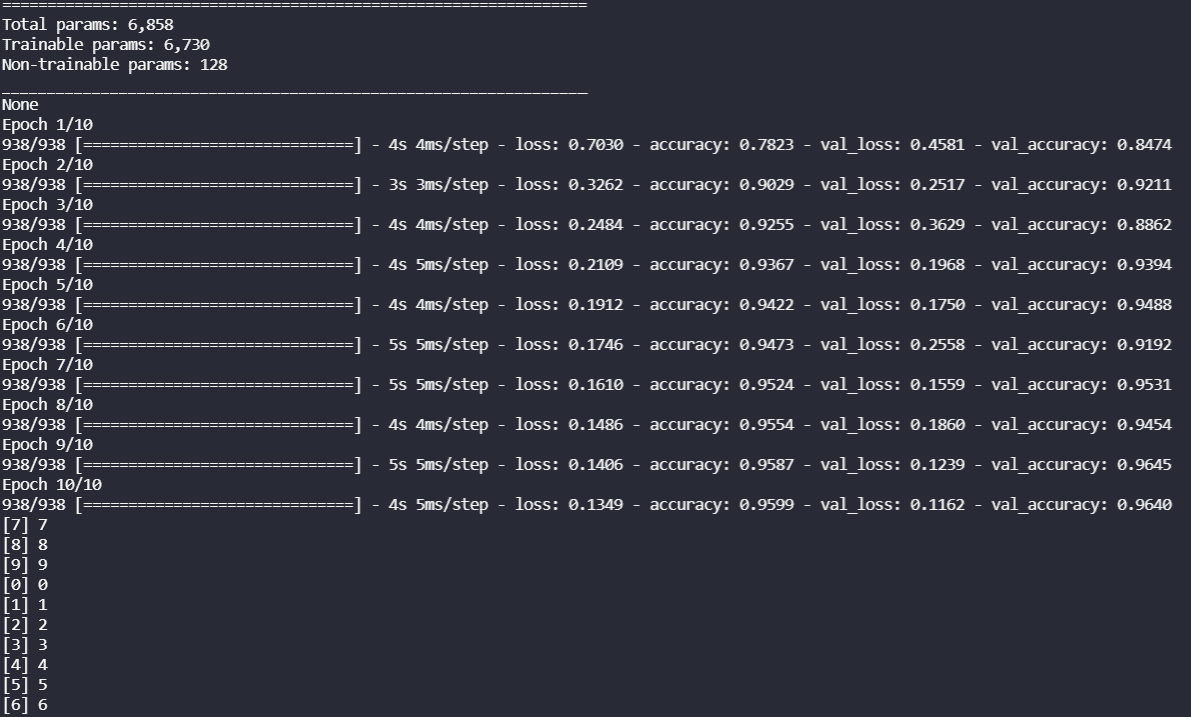 =================================================================
Total params: 6,858
Trainable params: 6,730
Non-trainable params: 128
_________________________________________________________________
None
Epoch 1/10
938/938 [==============================] - 4s 4ms/step - loss: 0.7030 - accuracy: 0.7823 - val_loss: 0.4581 - val_accuracy: 0.8474
Epoch 2/10
938/938 [==============================] - 3s 3ms/step - loss: 0.3262 - accuracy: 0.9029 - val_loss: 0.2517 - val_accuracy: 0.9211
Epoch 3/10
938/938 [==============================] - 4s 4ms/step - loss: 0.2484 - accuracy: 0.9255 - val_loss: 0.3629 - val_accuracy: 0.8862
Epoch 4/10
938/938 [==============================] - 4s 5ms/step - loss: 0.2109 - accuracy: 0.9367 - val_loss: 0.1968 - val_accuracy: 0.9394
Epoch 5/10
938/938 [==============================] - 4s 4ms/step - loss: 0.1912 - accuracy: 0.9422 - val_loss: 0.1750 - val_accuracy: 0.9488
Epoch 6/10
938/938 [==============================] - 5s 5ms/step - loss: 0.1746 - accuracy: 0.9473 - val_loss: 0.2558 - val_accuracy: 0.9192
Epoch 7/10
938/938 [==============================] - 5s 5ms/step - loss: 0.1610 - accuracy: 0.9524 - val_loss: 0.1559 - val_accuracy: 0.9531
Epoch 8/10
938/938 [==============================] - 4s 4ms/step - loss: 0.1486 - accuracy: 0.9554 - val_loss: 0.1860 - val_accuracy: 0.9454
Epoch 9/10
938/938 [==============================] - 5s 5ms/step - loss: 0.1406 - accuracy: 0.9587 - val_loss: 0.1239 - val_accuracy: 0.9645
Epoch 10/10
938/938 [==============================] - 4s 5ms/step - loss: 0.1349 - accuracy: 0.9599 - val_loss: 0.1162 - val_accuracy: 0.9640
[7] 7
[8] 8
[9] 9
[0] 0
[1] 1
[2] 2
[3] 3
[4] 4
[5] 5
[6] 6